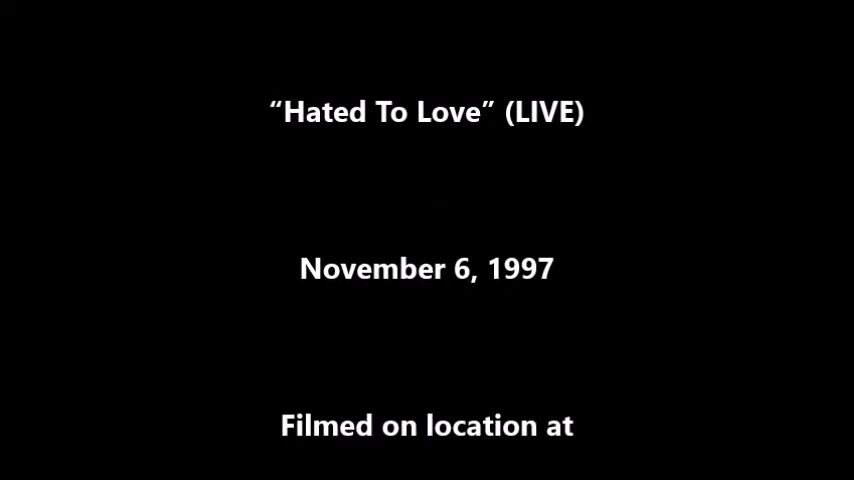 “Hated To Love” (LIVE)
November 6, 1997
Filmed on location at